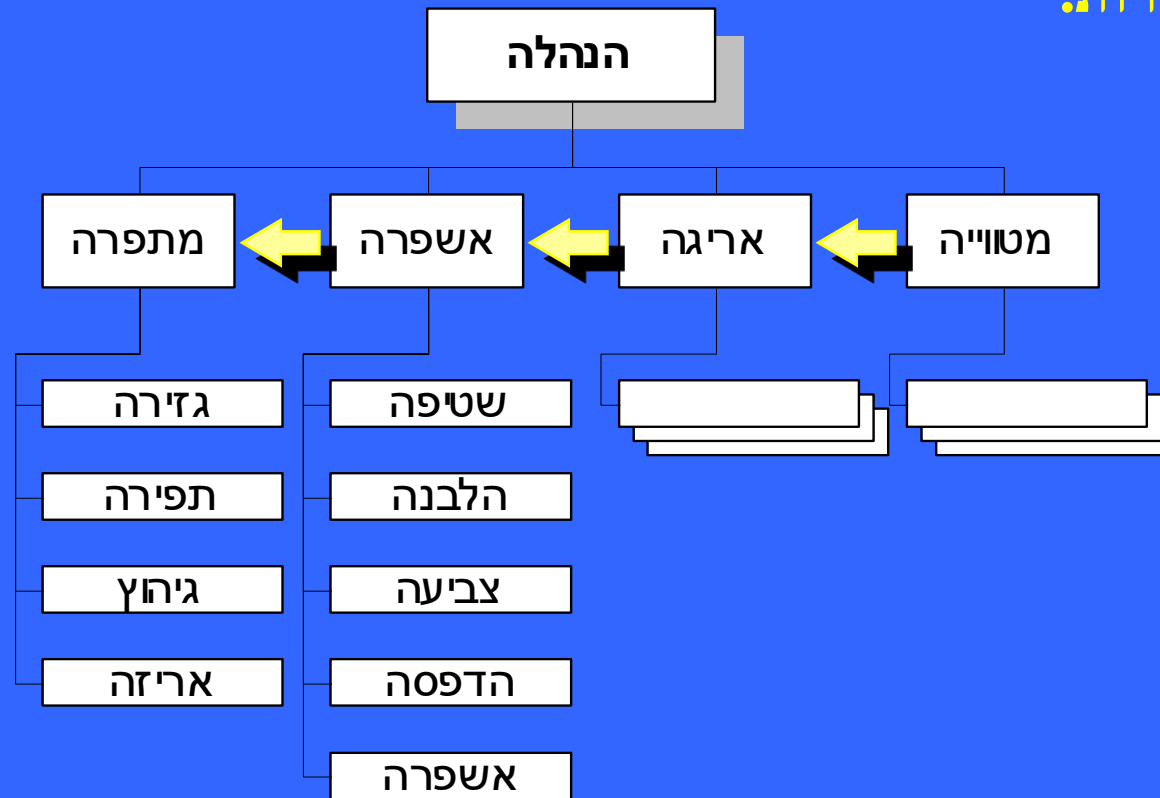 הנהלה
מטווייה
אריגה
אשפרה
מתפרה
שטיפה
הלבנה
צביעה
הדפסה
אשפרה
גזירה
תפירה
גיהוץ
אריזה